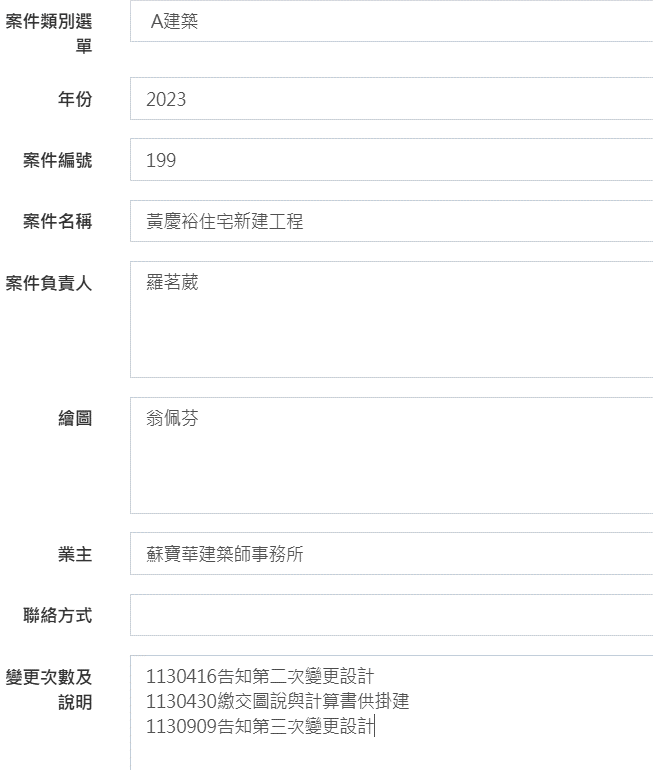 案件類別選 A建築
單
年份 2023
案件編號 199
案件名稱 黃慶裕住宅新建工程
案件負責人 羅茗葳
繪圖 翁佩芬
業主 蘇寶華建築師事務所
聯絡方式
變更次數及 1130416告知第二次變更設計
說明 1130430繳交圖說與計算書供掛建
1130909告知第三次變更設計